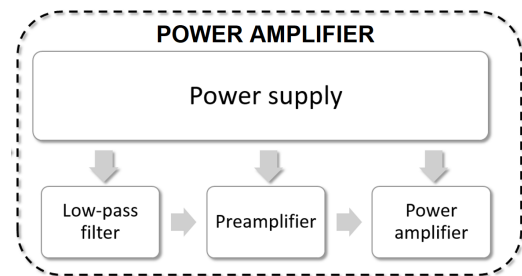 POWER AMPLIFIER
Power supply
Low-pass
filter
Preamplifier
Power
amplifier